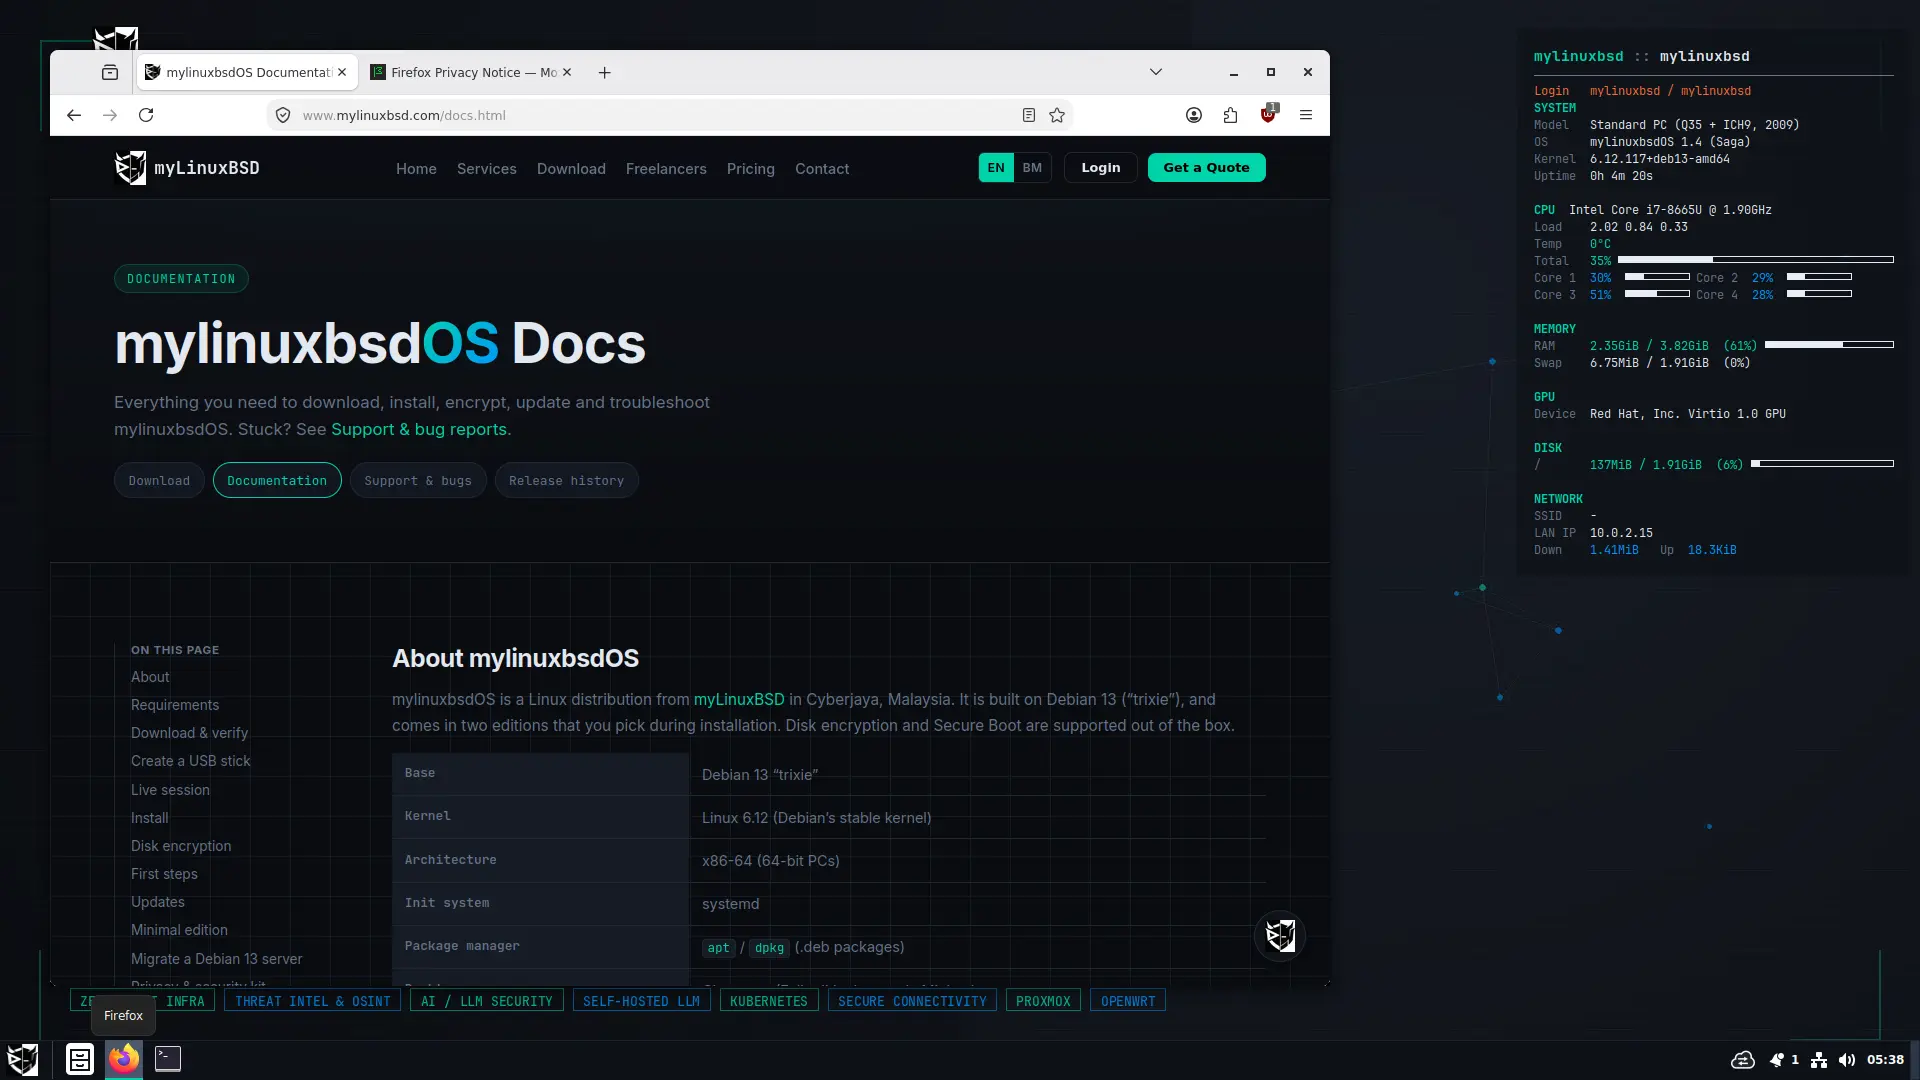 mylinuxbsdOS Documentati
Firefox Privacy Notice — Mo
www.mylinuxbsd.com/docs.html
1
myLinuxBSD
Home
Services
Download
Freelancers
Pricing
Contact
EN
BM
Login
Get a Quote
DOCUMENTATION
mylinuxbsdOS Docs
Everything you need to download, install, encrypt, update and troubleshoot
mylinuxbsdOS. Stuck? See Support & bug reports.
Download
Documentation
Support & bugs
Release history
ON THIS PAGE
About
Requirements
Download & verify
Create a USB stick
Live session
Install
Disk encryption
First steps
Updates
Minimal edition
Migrate a Debian 13 server
Privacy & security kit
About mylinuxbsdOS
mylinuxbsdOS is a Linux distribution from myLinuxBSD in Cyberjaya, Malaysia. It is built on Debian 13 (“trixie”), and
comes in two editions that you pick during installation. Disk encryption and Secure Boot are supported out of the box.
Base Debian 13 “trixie”
Kernel Linux 6.12 (Debian’s stable kernel)
Architecture x86-64 (64-bit PCs)
Init system systemd
Package manager apt / dpkg (.deb packages)
mylinuxbsd :: mylinuxbsd
Login mylinuxbsd / mylinuxbsd
SYSTEM
Model Standard PC (Q35 + ICH9, 2009)
OS mylinuxbsdOS 1.4 (Saga)
Kernel 6.12.117+deb13-amd64
Uptime 0h 4m 20s
CPU Intel Core i7-8665U @ 1.90GHz
Load 2.02 0.84 0.33
Temp 0°C
Total 35%
Core 1 30% Core 2 29%
Core 3 51% Core 4 28%
MEMORY
RAM 2.35GiB / 3.82GiB (61%)
Swap 6.75MiB / 1.91GiB (0%)
GPU
Device Red Hat, Inc. Virtio 1.0 GPU
DISK
/ 137MiB / 1.91GiB (6%)
NETWORK
SSID -
LAN IP 10.0.2.15
Down 1.41MiB Up 18.3KiB
INFRA
THREAT INTEL & OSINT
AI / LLM SECURITY
SELF-HOSTED LLM
KUBERNETES
SECURE CONNECTIVITY
PROXMOX
OPENWRT
Firefox
1
05:38